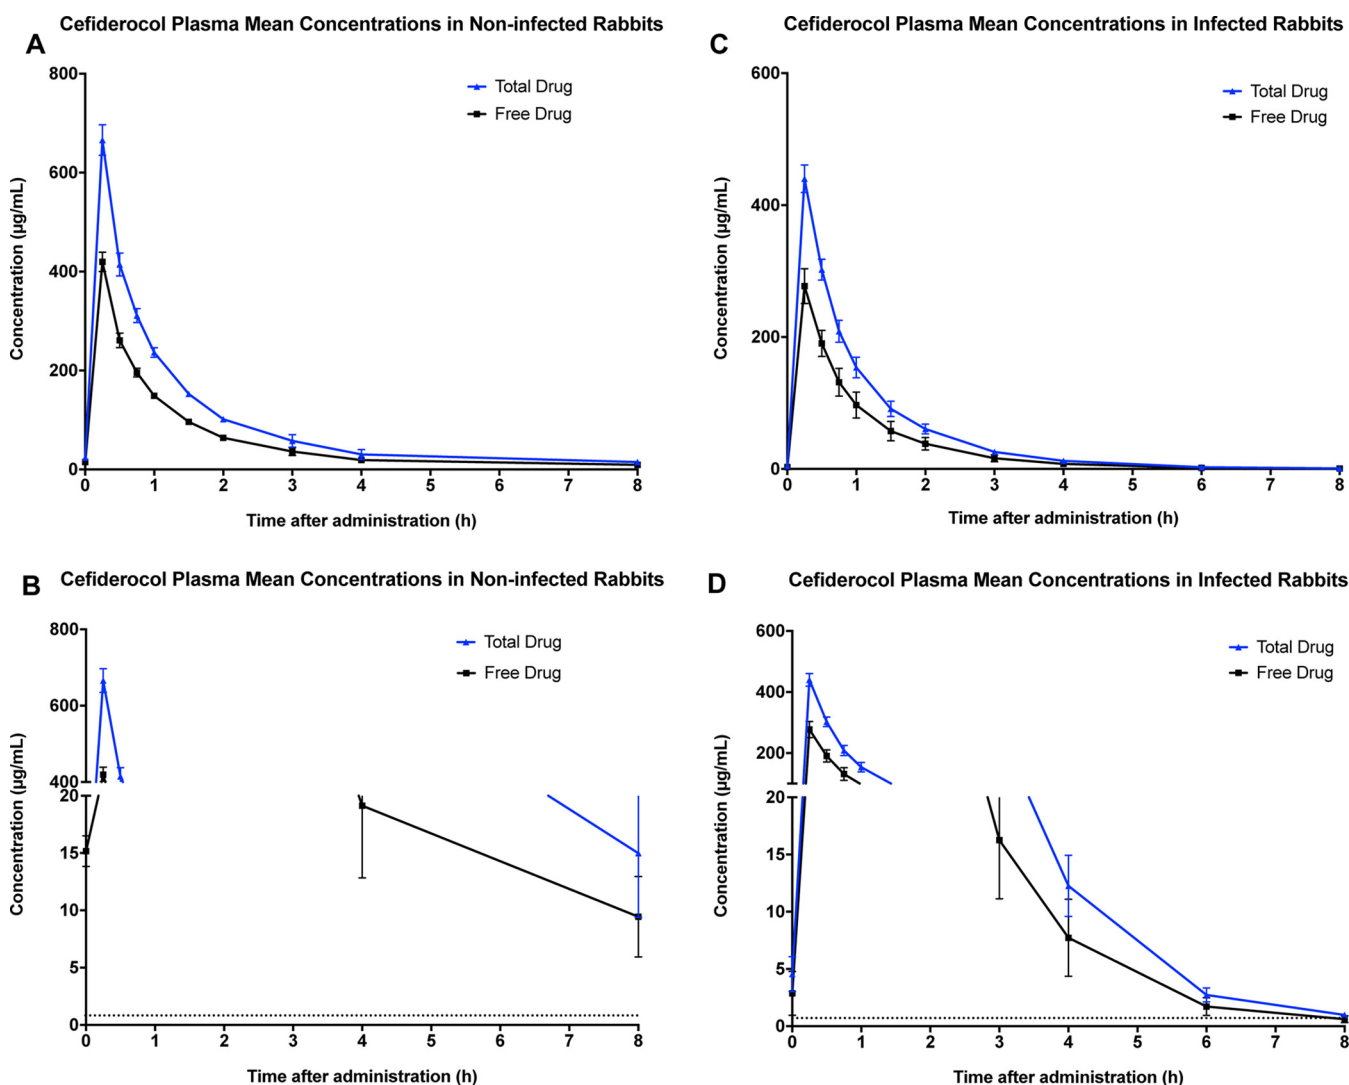 Cefiderocol Plasma Mean Concentrations in Non-infected Rabbits
A
800
600
400
200
0
Concentration (µg/mL)
Total Drug
Free Drug
0 1 2 3 4 5 6 7 8
Time after administration (h)
Cefiderocol Plasma Mean Concentrations in Infected Rabbits
C
600
400
200
0
Concentration (µg/mL)
Total Drug
Free Drug
0 1 2 3 4 5 6 7 8
Time after administration (h)
Cefiderocol Plasma Mean Concentrations in Non-infected Rabbits
B
800
600
400
20
15
10
5
0
Concentration (µg/mL)
Total Drug
Free Drug
0 1 2 3 4 5 6 7 8
Time after administration (h)
Cefiderocol Plasma Mean Concentrations in Infected Rabbits
D
600
400
200
20
15
10
5
0
Concentration (µg/mL)
Total Drug
Free Drug
0 1 2 3 4 5 6 7 8
Time after administration (h)